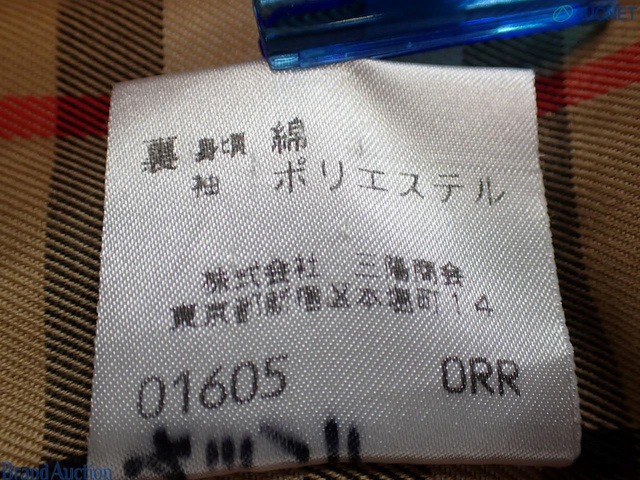 裏 身頃 綿
袖 ポリエステル
株式会社 三陽商会
東京都新宿区本塩町14
01605 ORR
JOBET
Brand Auction